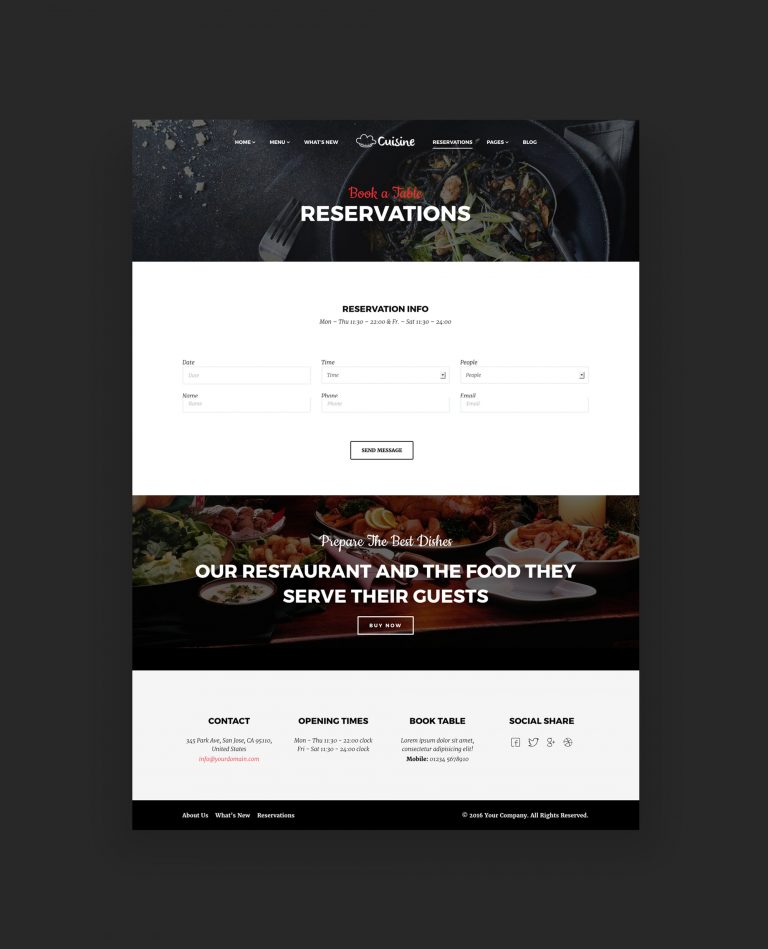 HOME MENU WHAT'S NEW Cuisine RESERVATIONS PAGES BLOG
Book a Table
RESERVATIONS
RESERVATION INFO
Mon – Thu 11:30 – 22:00 & Fr. – Sat 11:30 – 24:00
Date Time People
Date Time People
Name Phone Email
Name Phone Email
SEND MESSAGE
Prepare The Best Dishes
OUR RESTAURANT AND THE FOOD THEY
SERVE THEIR GUESTS
BUY NOW
CONTACT OPENING TIMES BOOK TABLE SOCIAL SHARE
345 Park Ave, San Jose, CA 95110, Mon – Thu 11:30 – 22:00 clock Lorem ipsum dolor sit amet,
United States Fri – Sat 11:30 – 24:00 clock consectetur adipisicing elit!
info@yourdomain.com Mobile: 01234 5678910
About Us What's New Reservations © 2016 Your Company. All Rights Reserved.